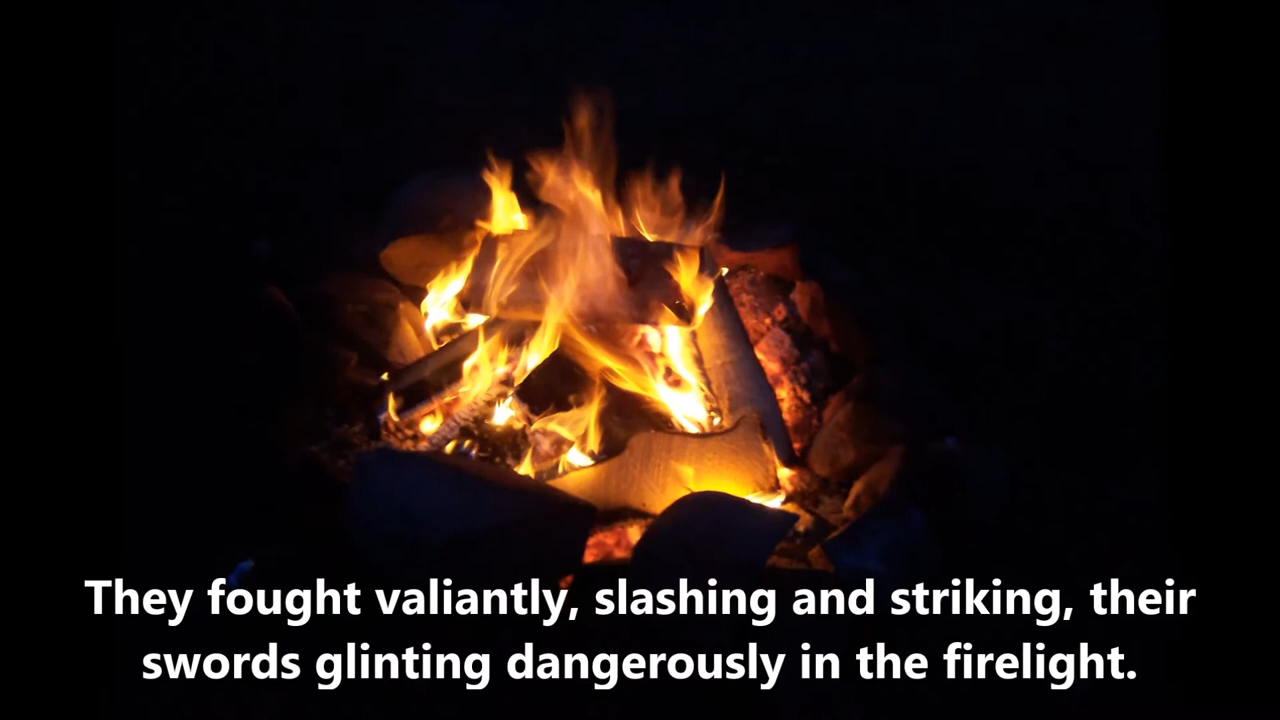 They fought valiantly, slashing and striking, their
swords glinting dangerously in the firelight.